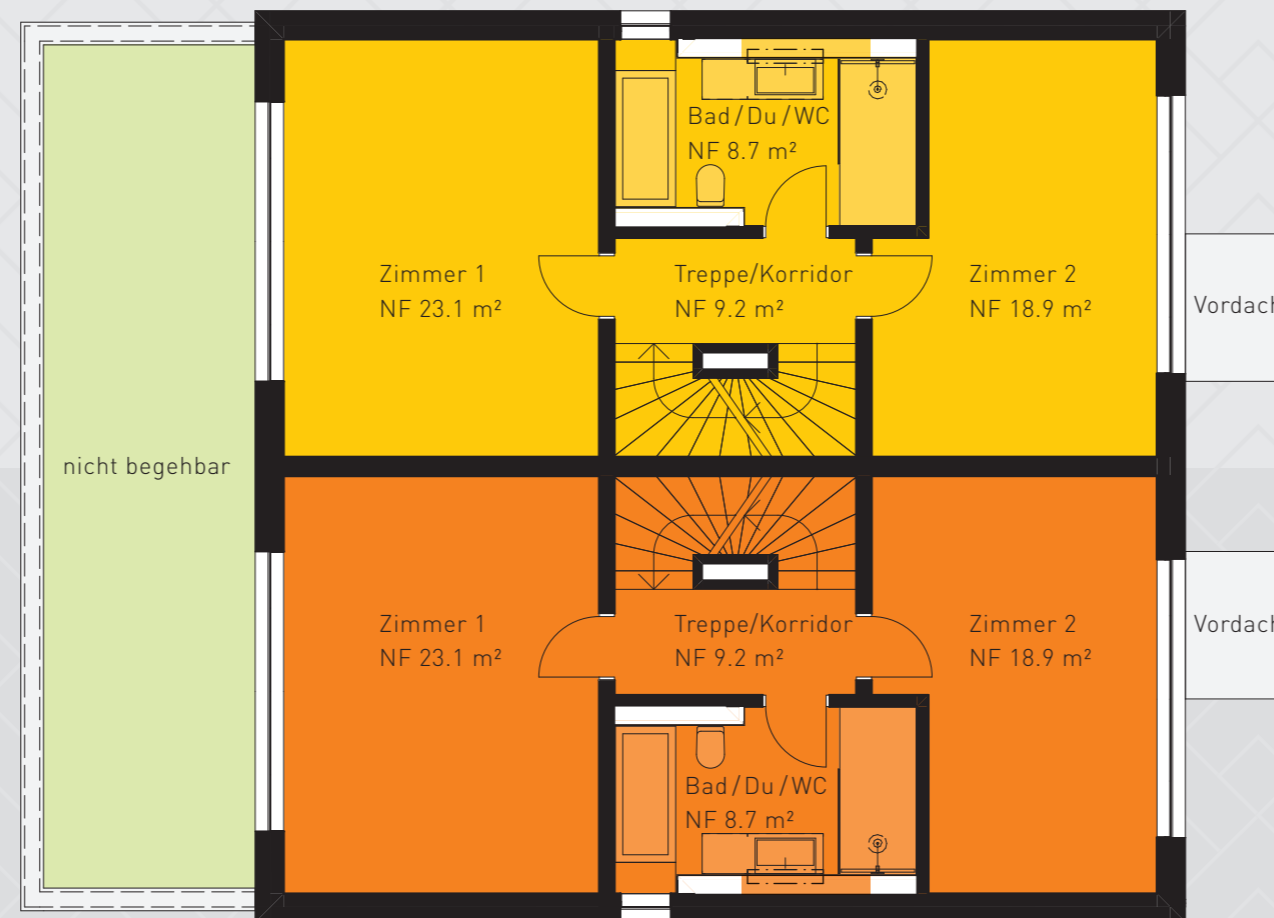 Bad/Du/WC
NF 8.7 m²
Zimmer 1
NF 23.1 m²
Treppe/Korridor
NF 9.2 m²
Zimmer 2
NF 18.9 m²
Vordach
nicht begehbar
Zimmer 1
NF 23.1 m²
Treppe/Korridor
NF 9.2 m²
Zimmer 2
NF 18.9 m²
Vordach
Bad/Du/WC
NF 8.7 m²